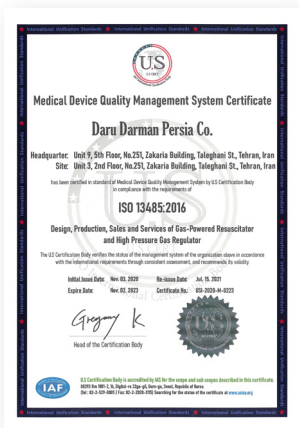 U.S
CERT
Medical Device Quality Management System Certificate
Daru Darman Persia Co.
Headquarter: Unit 9, 5th Floor, No.251, Zakaria Building, Taleghani St., Tehran, Iran
Site: Unit 3, 2nd Floor, No.251, Zakaria Building, Taleghani St., Tehran, Iran
has been certified in standard of Medical Device Quality Management System by U.S Certification Body
in compliance with the requirements of
ISO 13485:2016
Design, Production, Sales and Services of Gas-Powered Resuscitator
and High Pressure Gas Regulator
The U.S Certification Body verifies the status of the management system of the organization above in accordance
with the international requirements through consistent assessment, and recommends its validity.
Initial Issue Date: Nov. 03, 2020 Re-Issue Date: Jul. 15, 2021
Expire Date: Nov. 02, 2023 Certificate No.: USI-2020-M-0223
Gregory K
Head of the Certification Body
IAF
U.S Certification Body is accredited by IAS for the scope and sub scopes described in this certificate.
International Unification Standards